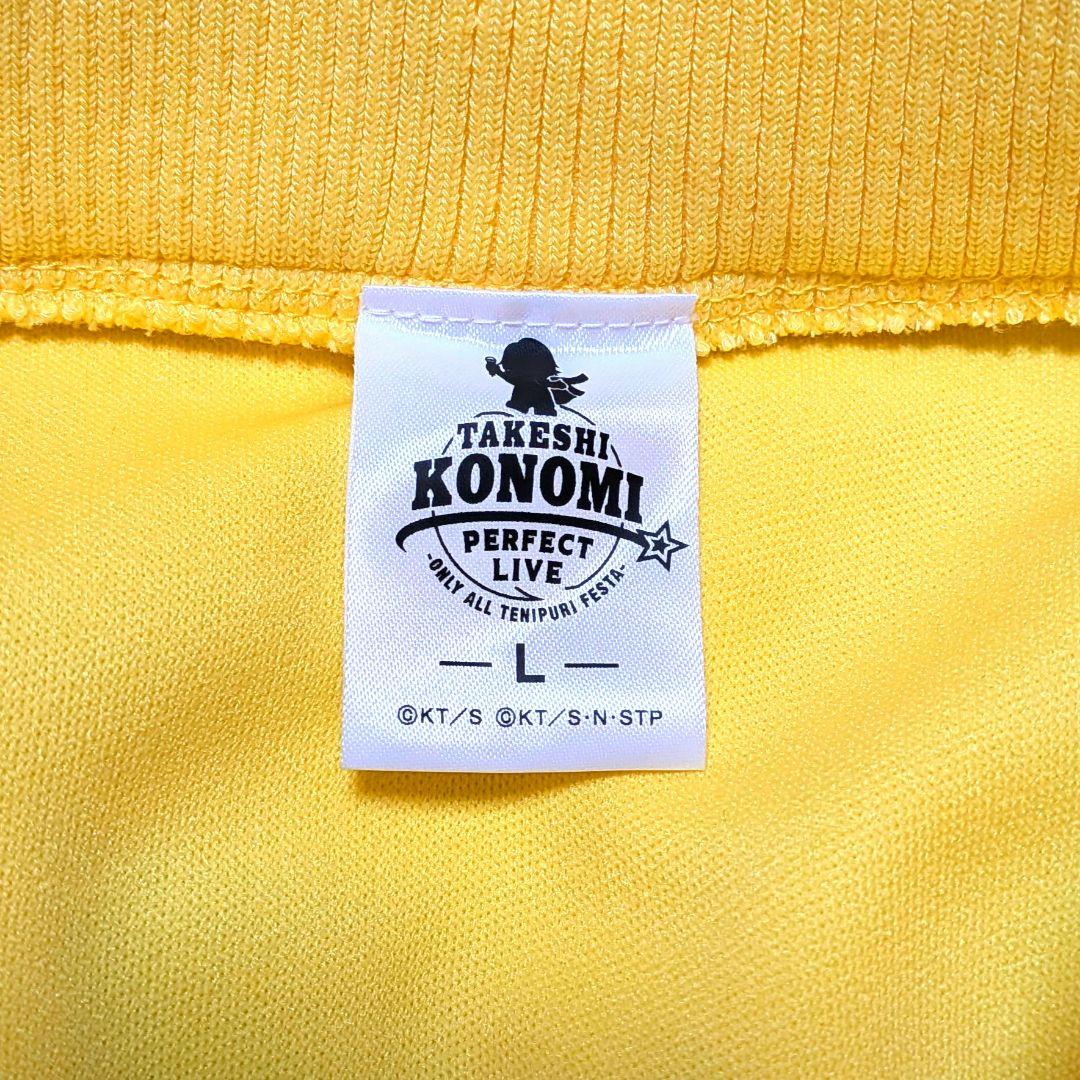 TAKESHI
KONOMI
PERFECT
LIVE
-ONLY ALL TENIPURI FESTA-
— L —
©KT/S ©KT/S・N・STP